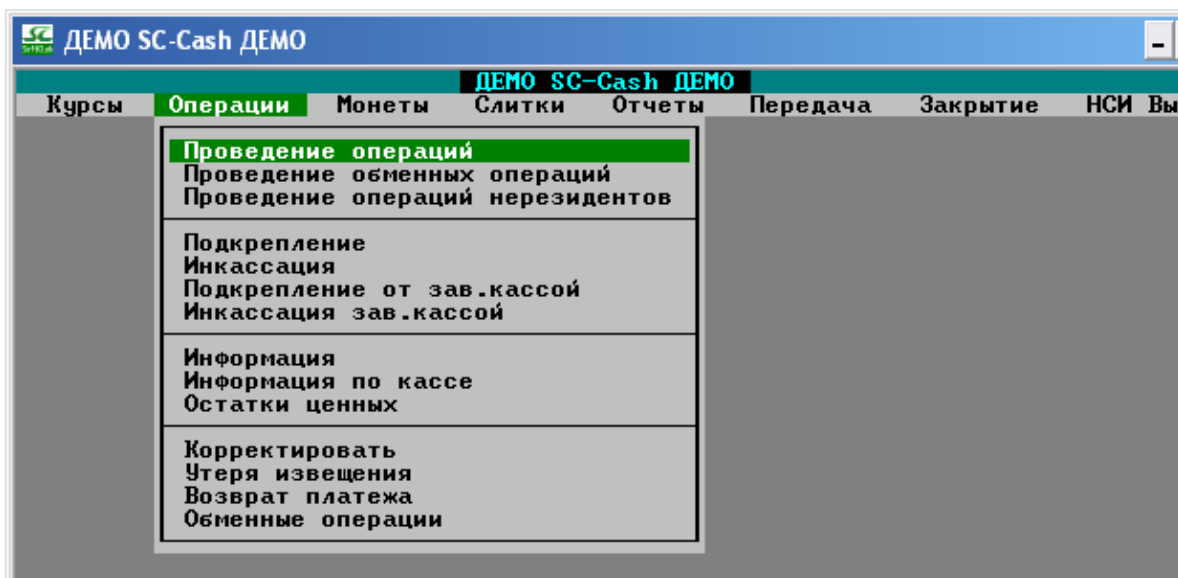 SC
ДЕМО SC-Cash ДЕМО
ДЕМО SC-Cash ДЕМО
Курсы Операции Монеты Слитки Отчеты Передача Закрытие НСИ Вы
Проведение операций
Проведение обменных операций
Проведение операций нерезидентов
Подкрепление
Инкассация
Подкрепление от зав.кассой
Инкассация зав.кассой
Информация
Информация по кассе
Остатки ценных
Корректировать
Утеря извещения
Возврат платежа
Обменные операции